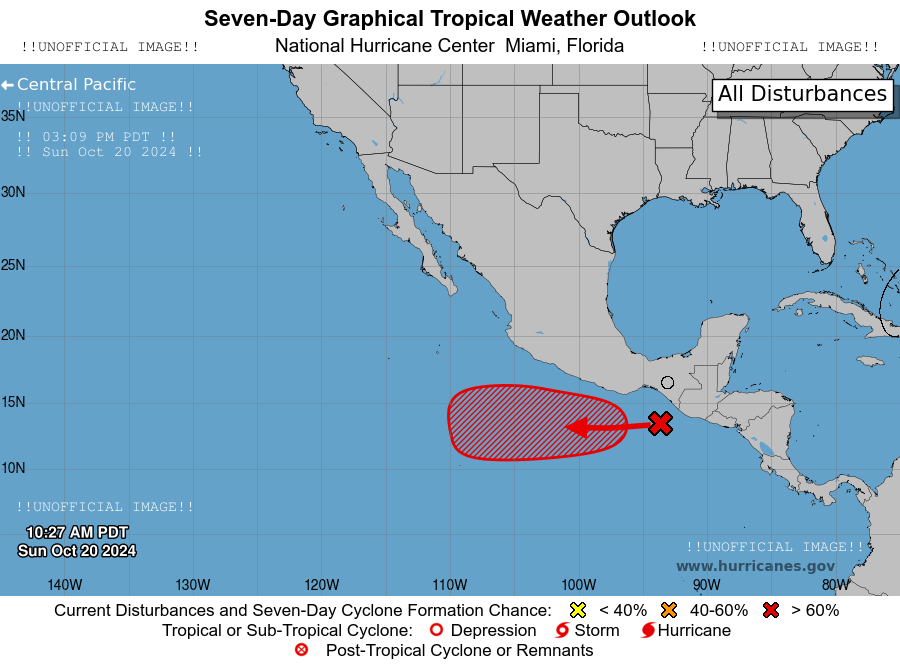 Seven-Day Graphical Tropical Weather Outlook
!!UNOFFICIAL IMAGE!! National Hurricane Center Miami, Florida !!UNOFFICIAL IMAGE!!
Central Pacific
All Disturbances
!!UNOFFICIAL IMAGE!!
35N
!! 03:09 PM PDT !!
!! Sun Oct 20 2024 !!
30N
25N
20N
15N
10N
!!UNOFFICIAL IMAGE!!
10:27 AM PDT
Sun Oct 20 2024
!!UNOFFICIAL IMAGE!!
www.hurricanes.gov
140W 130W 120W 110W 100W 90W 80W
Current Disturbances and Seven-Day Cyclone Formation Chance: < 40% 40-60% > 60%
Tropical or Sub-Tropical Cyclone: Depression Storm Hurricane
Post-Tropical Cyclone or Remnants